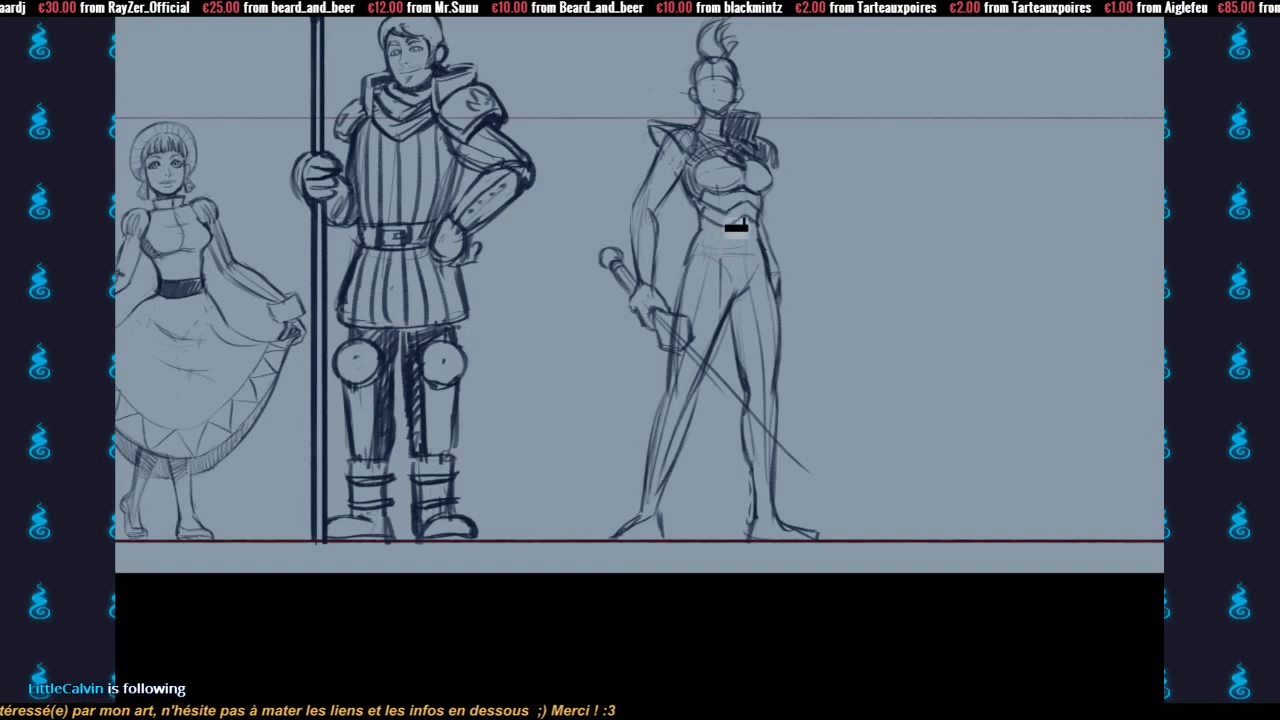 aardj €30.00 from RayZer_Official €25.00 from beard_and_beer €12.00 from Mr.Suuu €10.00 from Beard_and_beer €10.00 from blackmintz €2.00 from Tarteauxpoires €2.00 from Tarteauxpoires €1.00 from Aiglefeu €85.00 from
LittleCalvin is following
téressé(e) par mon art, n'hésite pas à mater les liens et les infos en dessous ;) Merci ! :3